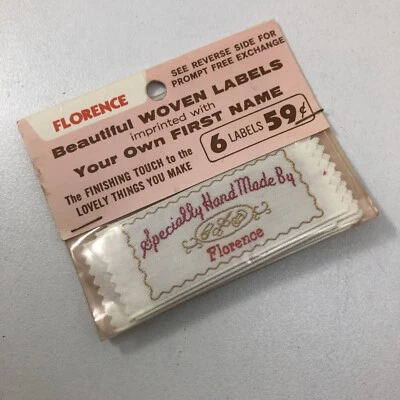 FLORENCE
SEE REVERSE SIDE FOR
PROMPT FREE EXCHANGE
Beautiful WOVEN LABELS
imprinted with
Your Own FIRST NAME
The FINISHING TOUCH to the
LOVELY THINGS YOU MAKE
6 LABELS 59¢
Specially Hand Made By
Florence